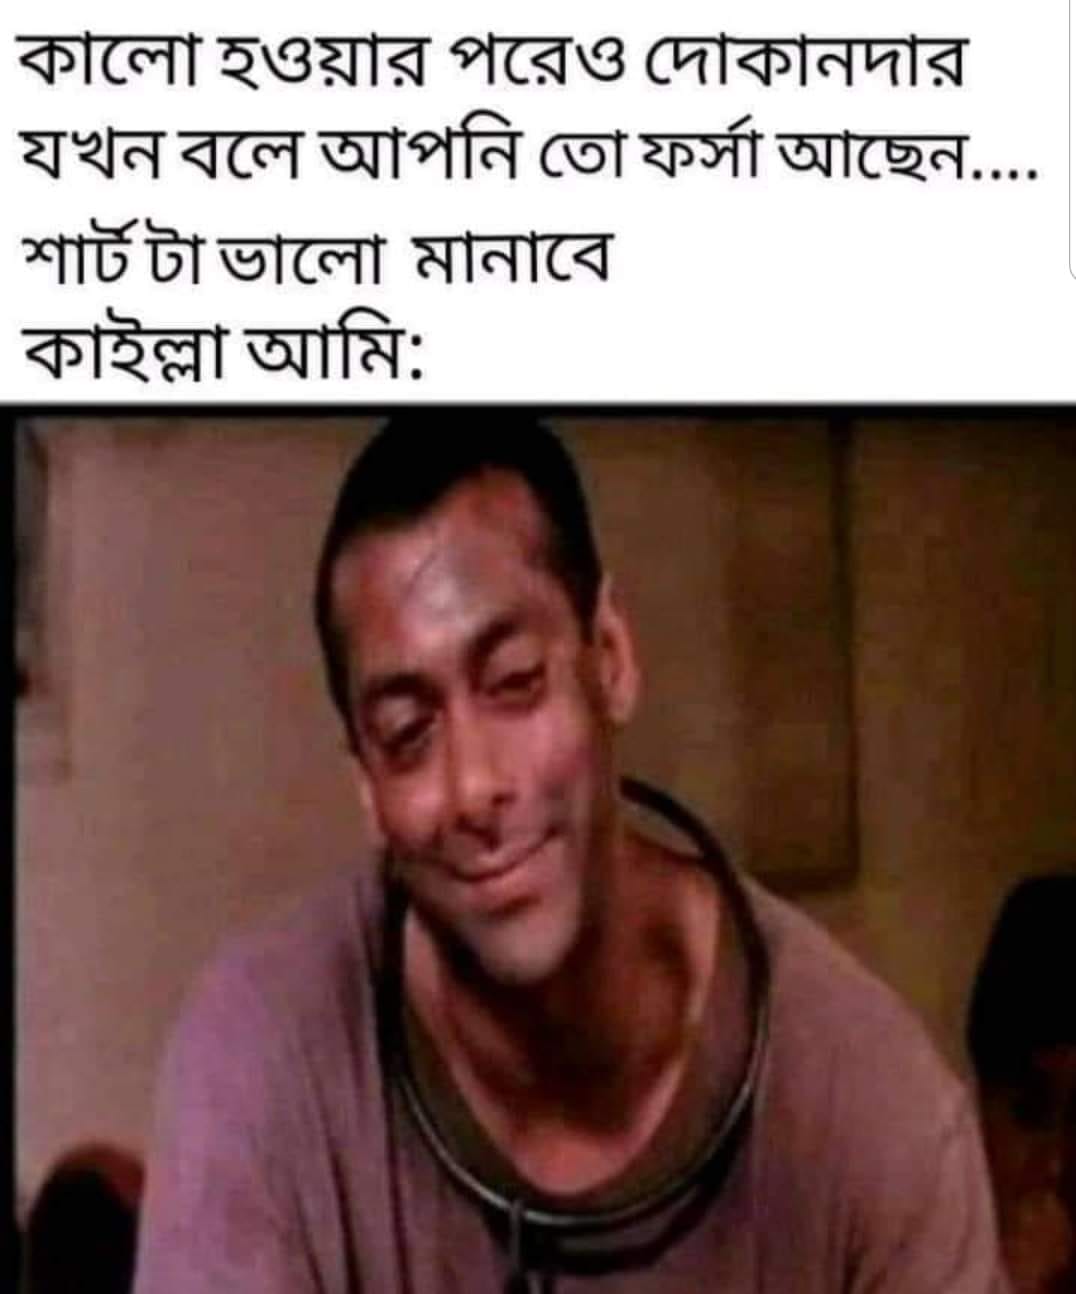 কালো হওয়ার পরেও দোকানদার
যখন বলে আপনি তো ফর্সা আছেন....
শার্ট টা ভালো মানাবে
কাইল্লা আমি: